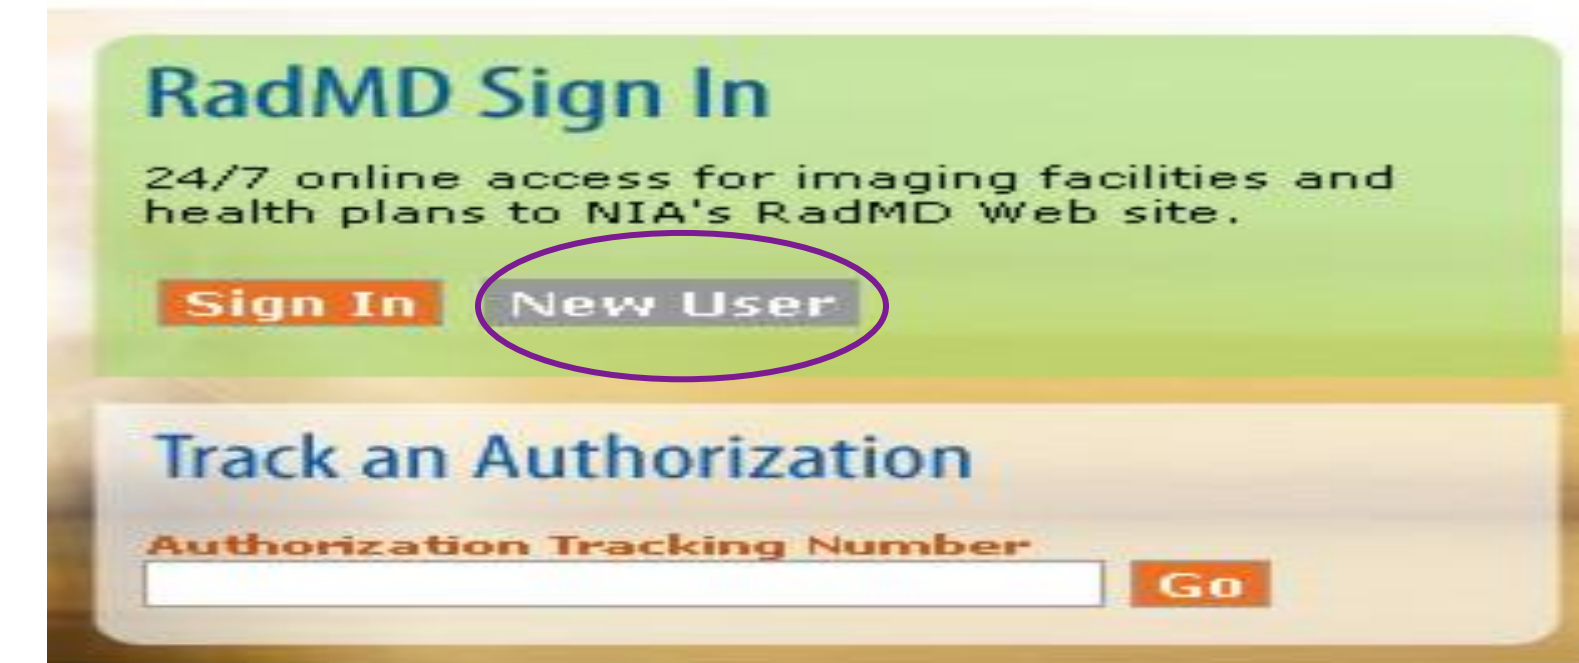 RadMD Sign In
24/7 online access for imaging facilities and
health plans to NIA's RadMD Web site.
Sign In New User
Track an Authorization
Authorization Tracking Number
Go